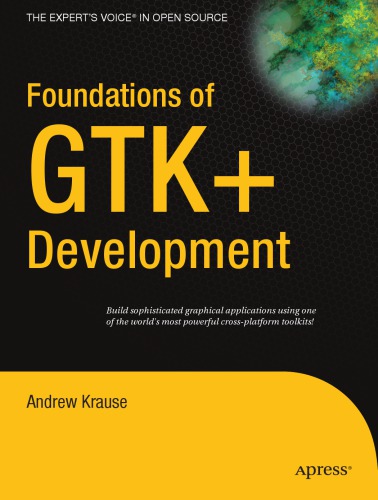 THE EXPERT'S VOICE® IN OPEN SOURCE
Foundations of
GTK+
Development
Build sophisticated graphical applications using one
of the world's most powerful cross-platform toolkits!
Andrew Krause
Apress®